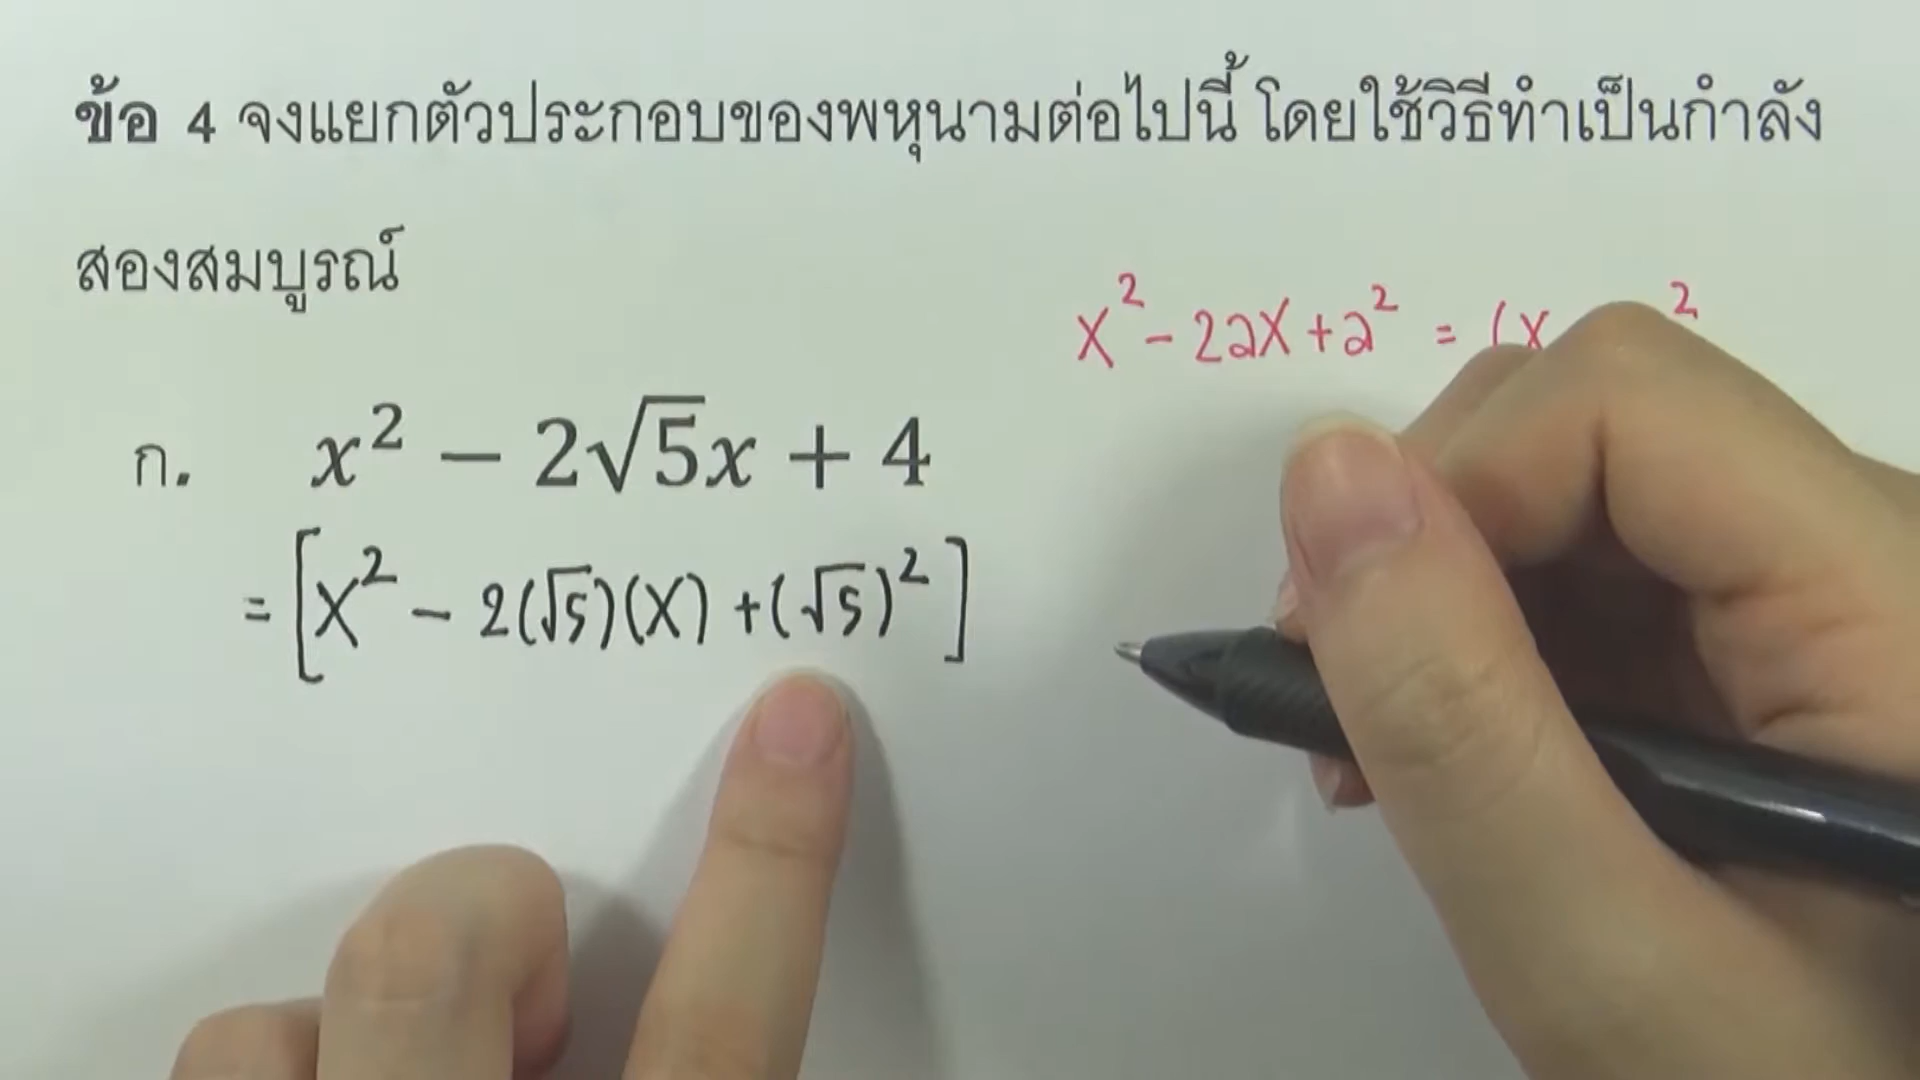 ข้อ 4 จงแยกตัวประกอบของพหุนามต่อไปนี้ โดยใช้วิธีทำเป็นกำลัง
สองสมบูรณ์
x² - 2ax + a² = (x ²
ก. x² − 2√5x + 4
= [x² - 2(√5)(x) + (√5)²]